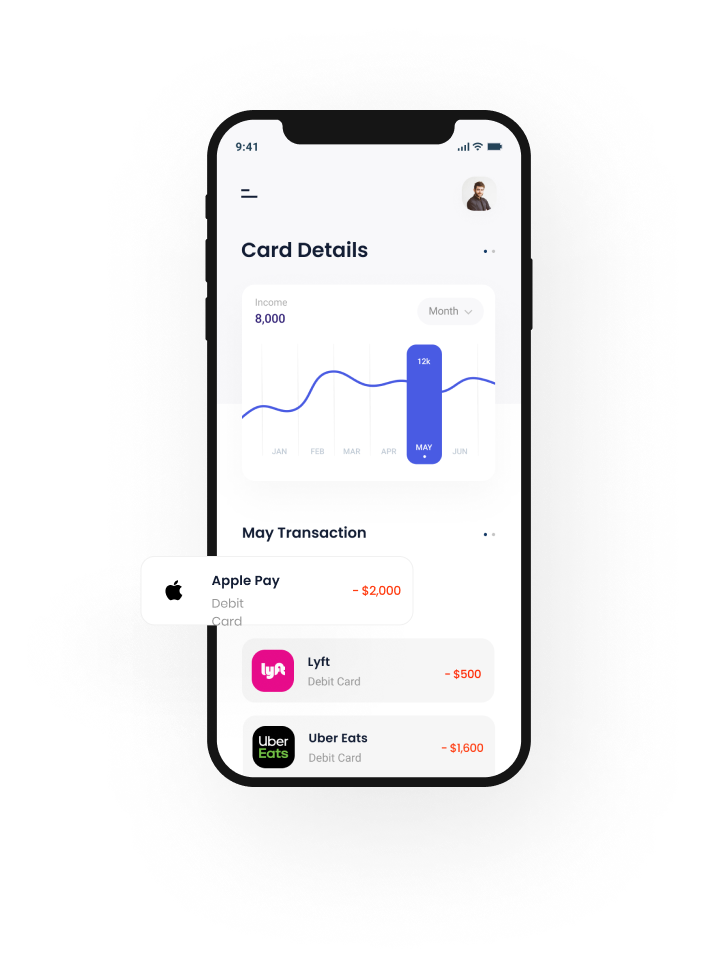 9:41
Card Details
Income
8,000
Month
12k
JAN FEB MAR APR MAY JUN
May Transaction
Apple Pay
Debit
Card
- $2,000
lyft
Lyft
Debit Card
- $500
Uber
Eats
Uber Eats
Debit Card
- $1,600